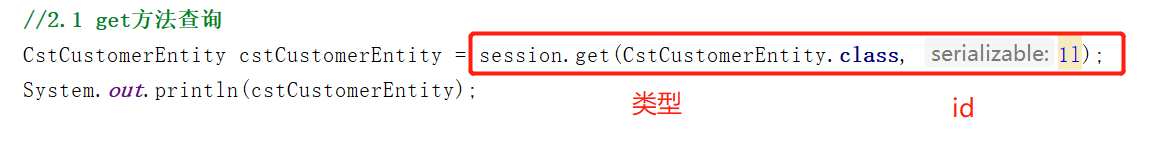 //2.1 get方法查询
CstCustomerEntity cstCustomerEntity = session.get(CstCustomerEntity.class, serializable: 1l);
System.out.println(cstCustomerEntity);
类型 id